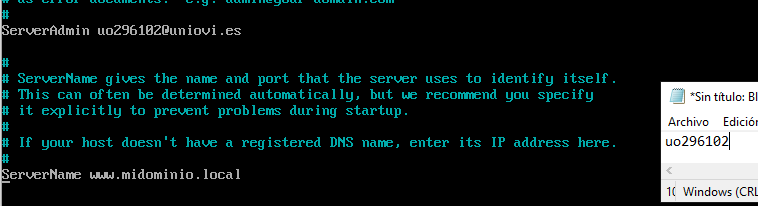 # as error documents. e.g. admin@your-domain.com
#
ServerAdmin uo296102@uniovi.es
#
# ServerName gives the name and port that the server uses to identify itself.
# This can often be determined automatically, but we recommend you specify
# it explicitly to prevent problems during startup.
#
# If your host doesn't have a registered DNS name, enter its IP address here.
#
ServerName www.midominio.local
*Sin título: Bl
Archivo Edición
uo296102
10 Windows (CRL